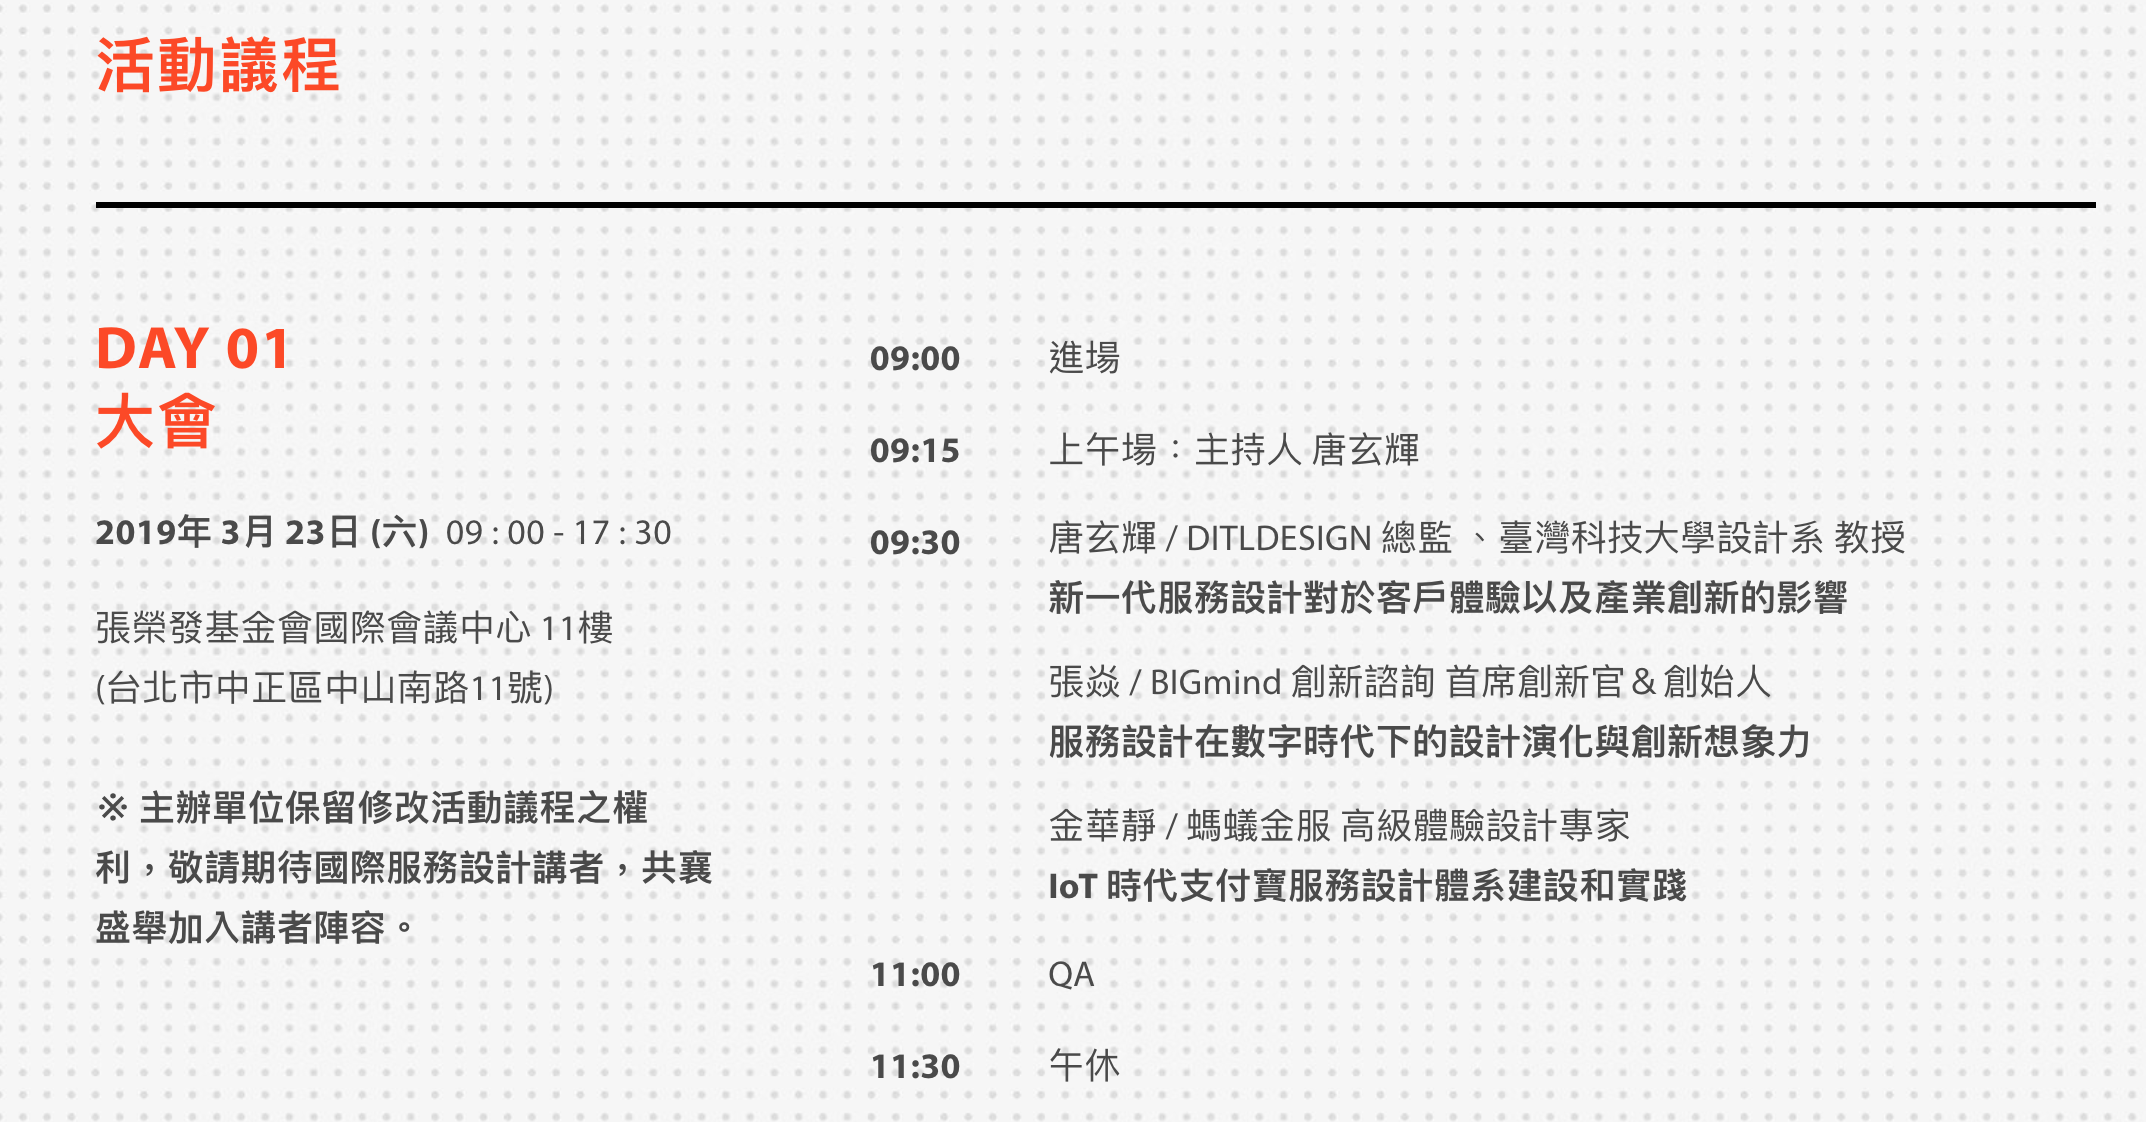 活動議程
DAY 01
大會
2019年 3月 23日 (六) 09 : 00 - 17 : 30
張榮發基金會國際會議中心 11樓
(台北市中正區中山南路11號)
※ 主辦單位保留修改活動議程之權
利，敬請期待國際服務設計講者，共襄
盛舉加入講者陣容。
09:00 進場
09:15 上午場：主持人 唐玄輝
09:30 唐玄輝 / DITLDESIGN 總監 、臺灣科技大學設計系 教授
新一代服務設計對於客戶體驗以及產業創新的影響
張焱 / BIGmind 創新諮詢 首席創新官＆創始人
服務設計在數字時代下的設計演化與創新想象力
金華靜 / 螞蟻金服 高級體驗設計專家
IoT 時代支付寶服務設計體系建設和實踐
11:00 QA
11:30 午休